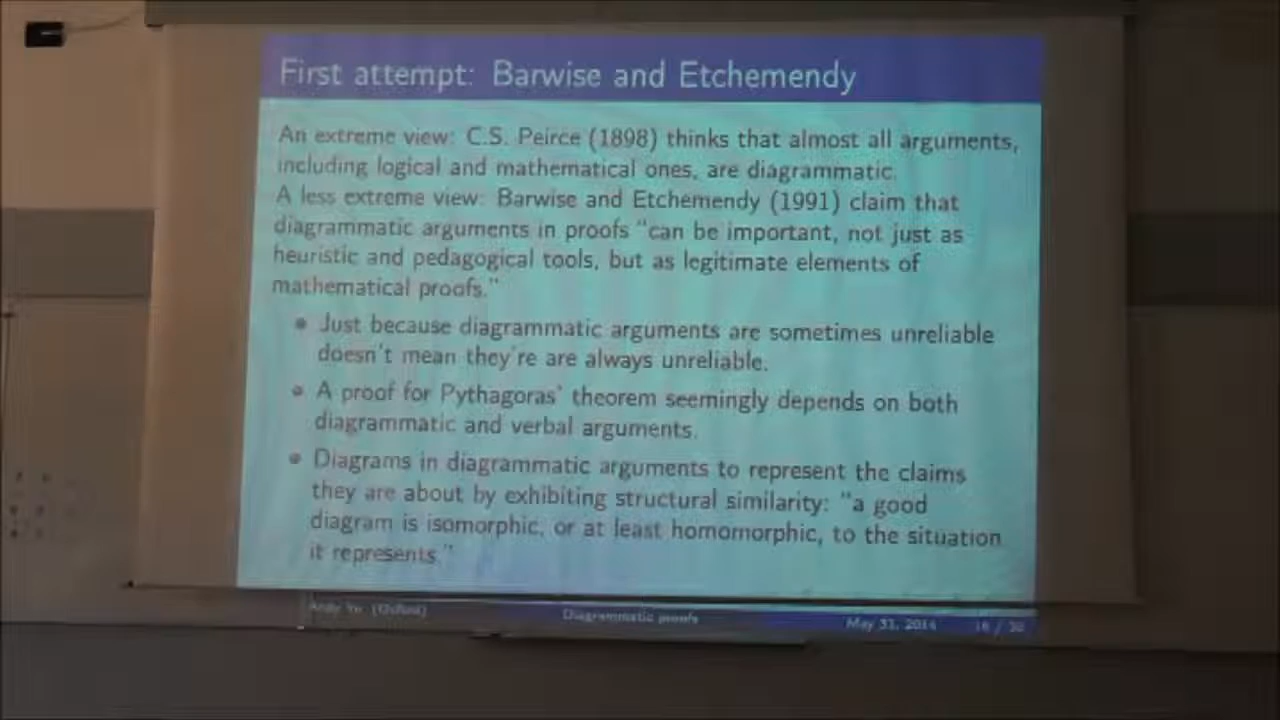 First attempt: Barwise and Etchemendy
An extreme view: C.S. Peirce (1898) thinks that almost all arguments,
including logical and mathematical ones, are diagrammatic.
A less extreme view: Barwise and Etchemendy (1991) claim that
diagrammatic arguments in proofs "can be important, not just as
heuristic and pedagogical tools, but as legitimate elements of
mathematical proofs."
Just because diagrammatic arguments are sometimes unreliable
doesn't mean they're are always unreliable.
A proof for Pythagoras' theorem seemingly depends on both
diagrammatic and verbal arguments.
Diagrams in diagrammatic arguments to represent the claims
they are about by exhibiting structural similarity: "a good
diagram is isomorphic, or at least homomorphic, to the situation
it represents."
Andy Yu (Oxford)
Diagrammatic proofs
May 31, 2014